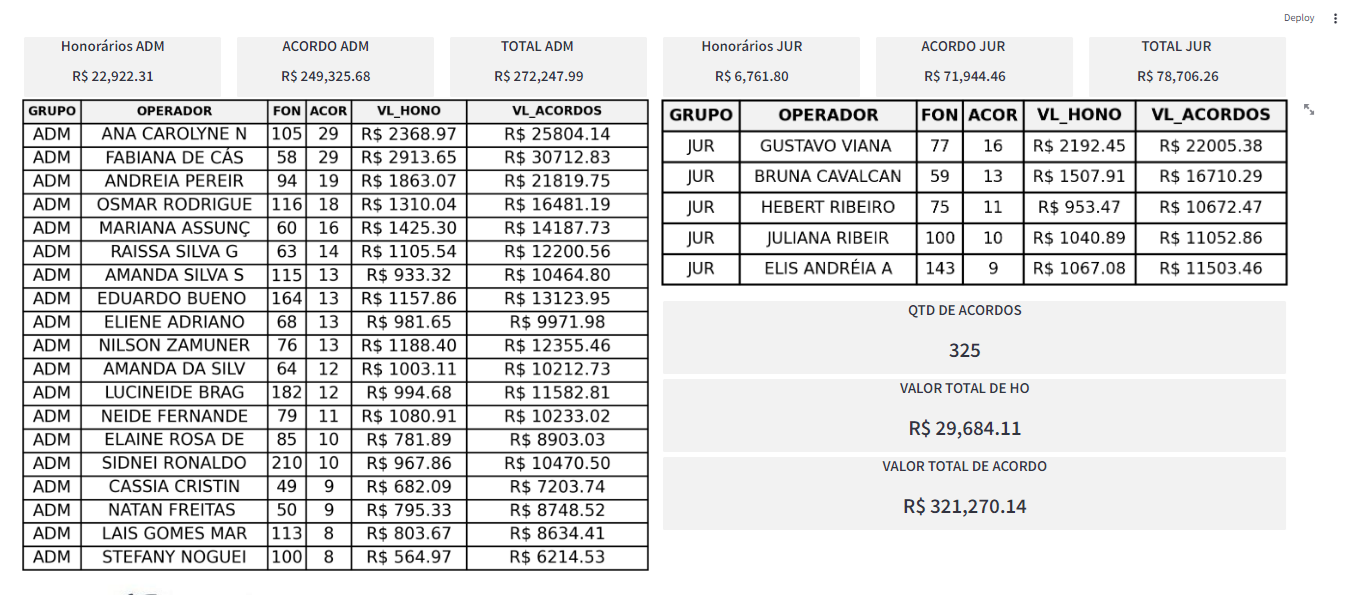 Deploy
Honorários ADM
R$ 22,922.31
ACORDO ADM
R$ 249,325.68
TOTAL ADM
R$ 272,247.99
Honorários JUR
R$ 6,761.80
ACORDO JUR
R$ 71,944.46
TOTAL JUR
R$ 78,706.26
GRUPO OPERADOR FON ACOR VL_HONO VL_ACORDOS
ADM ANA CAROLYNE N 105 29 R$ 2368.97 R$ 25804.14
ADM FABIANA DE CÁS 58 29 R$ 2913.65 R$ 30712.83
ADM ANDREIA PEREIR 94 19 R$ 1863.07 R$ 21819.75
ADM OSMAR RODRIGUE 116 18 R$ 1310.04 R$ 16481.19
ADM MARIANA ASSUNÇ 60 16 R$ 1425.30 R$ 14187.73
ADM RAISSA SILVA G 63 14 R$ 1105.54 R$ 12200.56
ADM AMANDA SILVA S 115 13 R$ 933.32 R$ 10464.80
ADM EDUARDO BUENO 164 13 R$ 1157.86 R$ 13123.95
ADM ELIENE ADRIANO 68 13 R$ 981.65 R$ 9971.98
ADM NILSON ZAMUNER 76 13 R$ 1188.40 R$ 12355.46
ADM AMANDA DA SILV 64 12 R$ 1003.11 R$ 10212.73
ADM LUCINEIDE BRAG 182 12 R$ 994.68 R$ 11582.81
ADM NEIDE FERNANDE 79 11 R$ 1080.91 R$ 10233.02
ADM ELAINE ROSA DE 85 10 R$ 781.89 R$ 8903.03
ADM SIDNEI RONALDO 210 10 R$ 967.86 R$ 10470.50
ADM CASSIA CRISTIN 49 9 R$ 682.09 R$ 7203.74
ADM NATAN FREITAS 50 9 R$ 795.33 R$ 8748.52
ADM LAIS GOMES MAR 113 8 R$ 803.67 R$ 8634.41
ADM STEFANY NOGUEI 100 8 R$ 564.97 R$ 6214.53
GRUPO OPERADOR FON ACOR VL_HONO VL_ACORDOS
JUR GUSTAVO VIANA 77 16 R$ 2192.45 R$ 22005.38
JUR BRUNA CAVALCAN 59 13 R$ 1507.91 R$ 16710.29
JUR HEBERT RIBEIRO 75 11 R$ 953.47 R$ 10672.47
JUR JULIANA RIBEIR 100 10 R$ 1040.89 R$ 11052.86
JUR ELIS ANDRÉIA A 143 9 R$ 1067.08 R$ 11503.46
QTD DE ACORDOS
325
VALOR TOTAL DE HO
R$ 29,684.11
VALOR TOTAL DE ACORDO
R$ 321,270.14